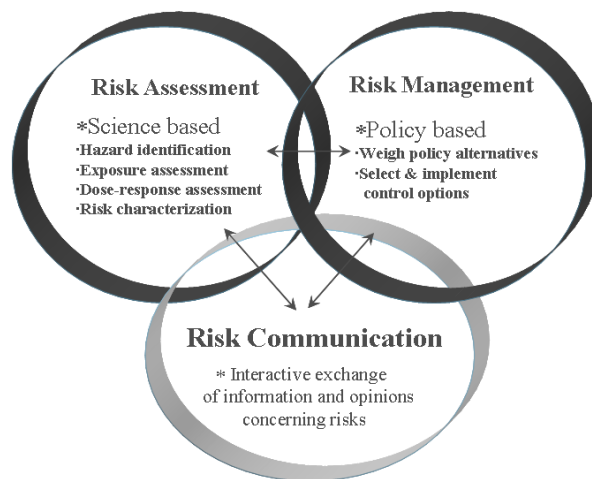 Risk Assessment
*Science based
·Hazard identification
·Exposure assessment
·Dose-response assessment
·Risk characterization
Risk Management
*Policy based
·Weigh policy alternatives
·Select & implement
control options
Risk Communication
* Interactive exchange
of information and opinions
concerning risks